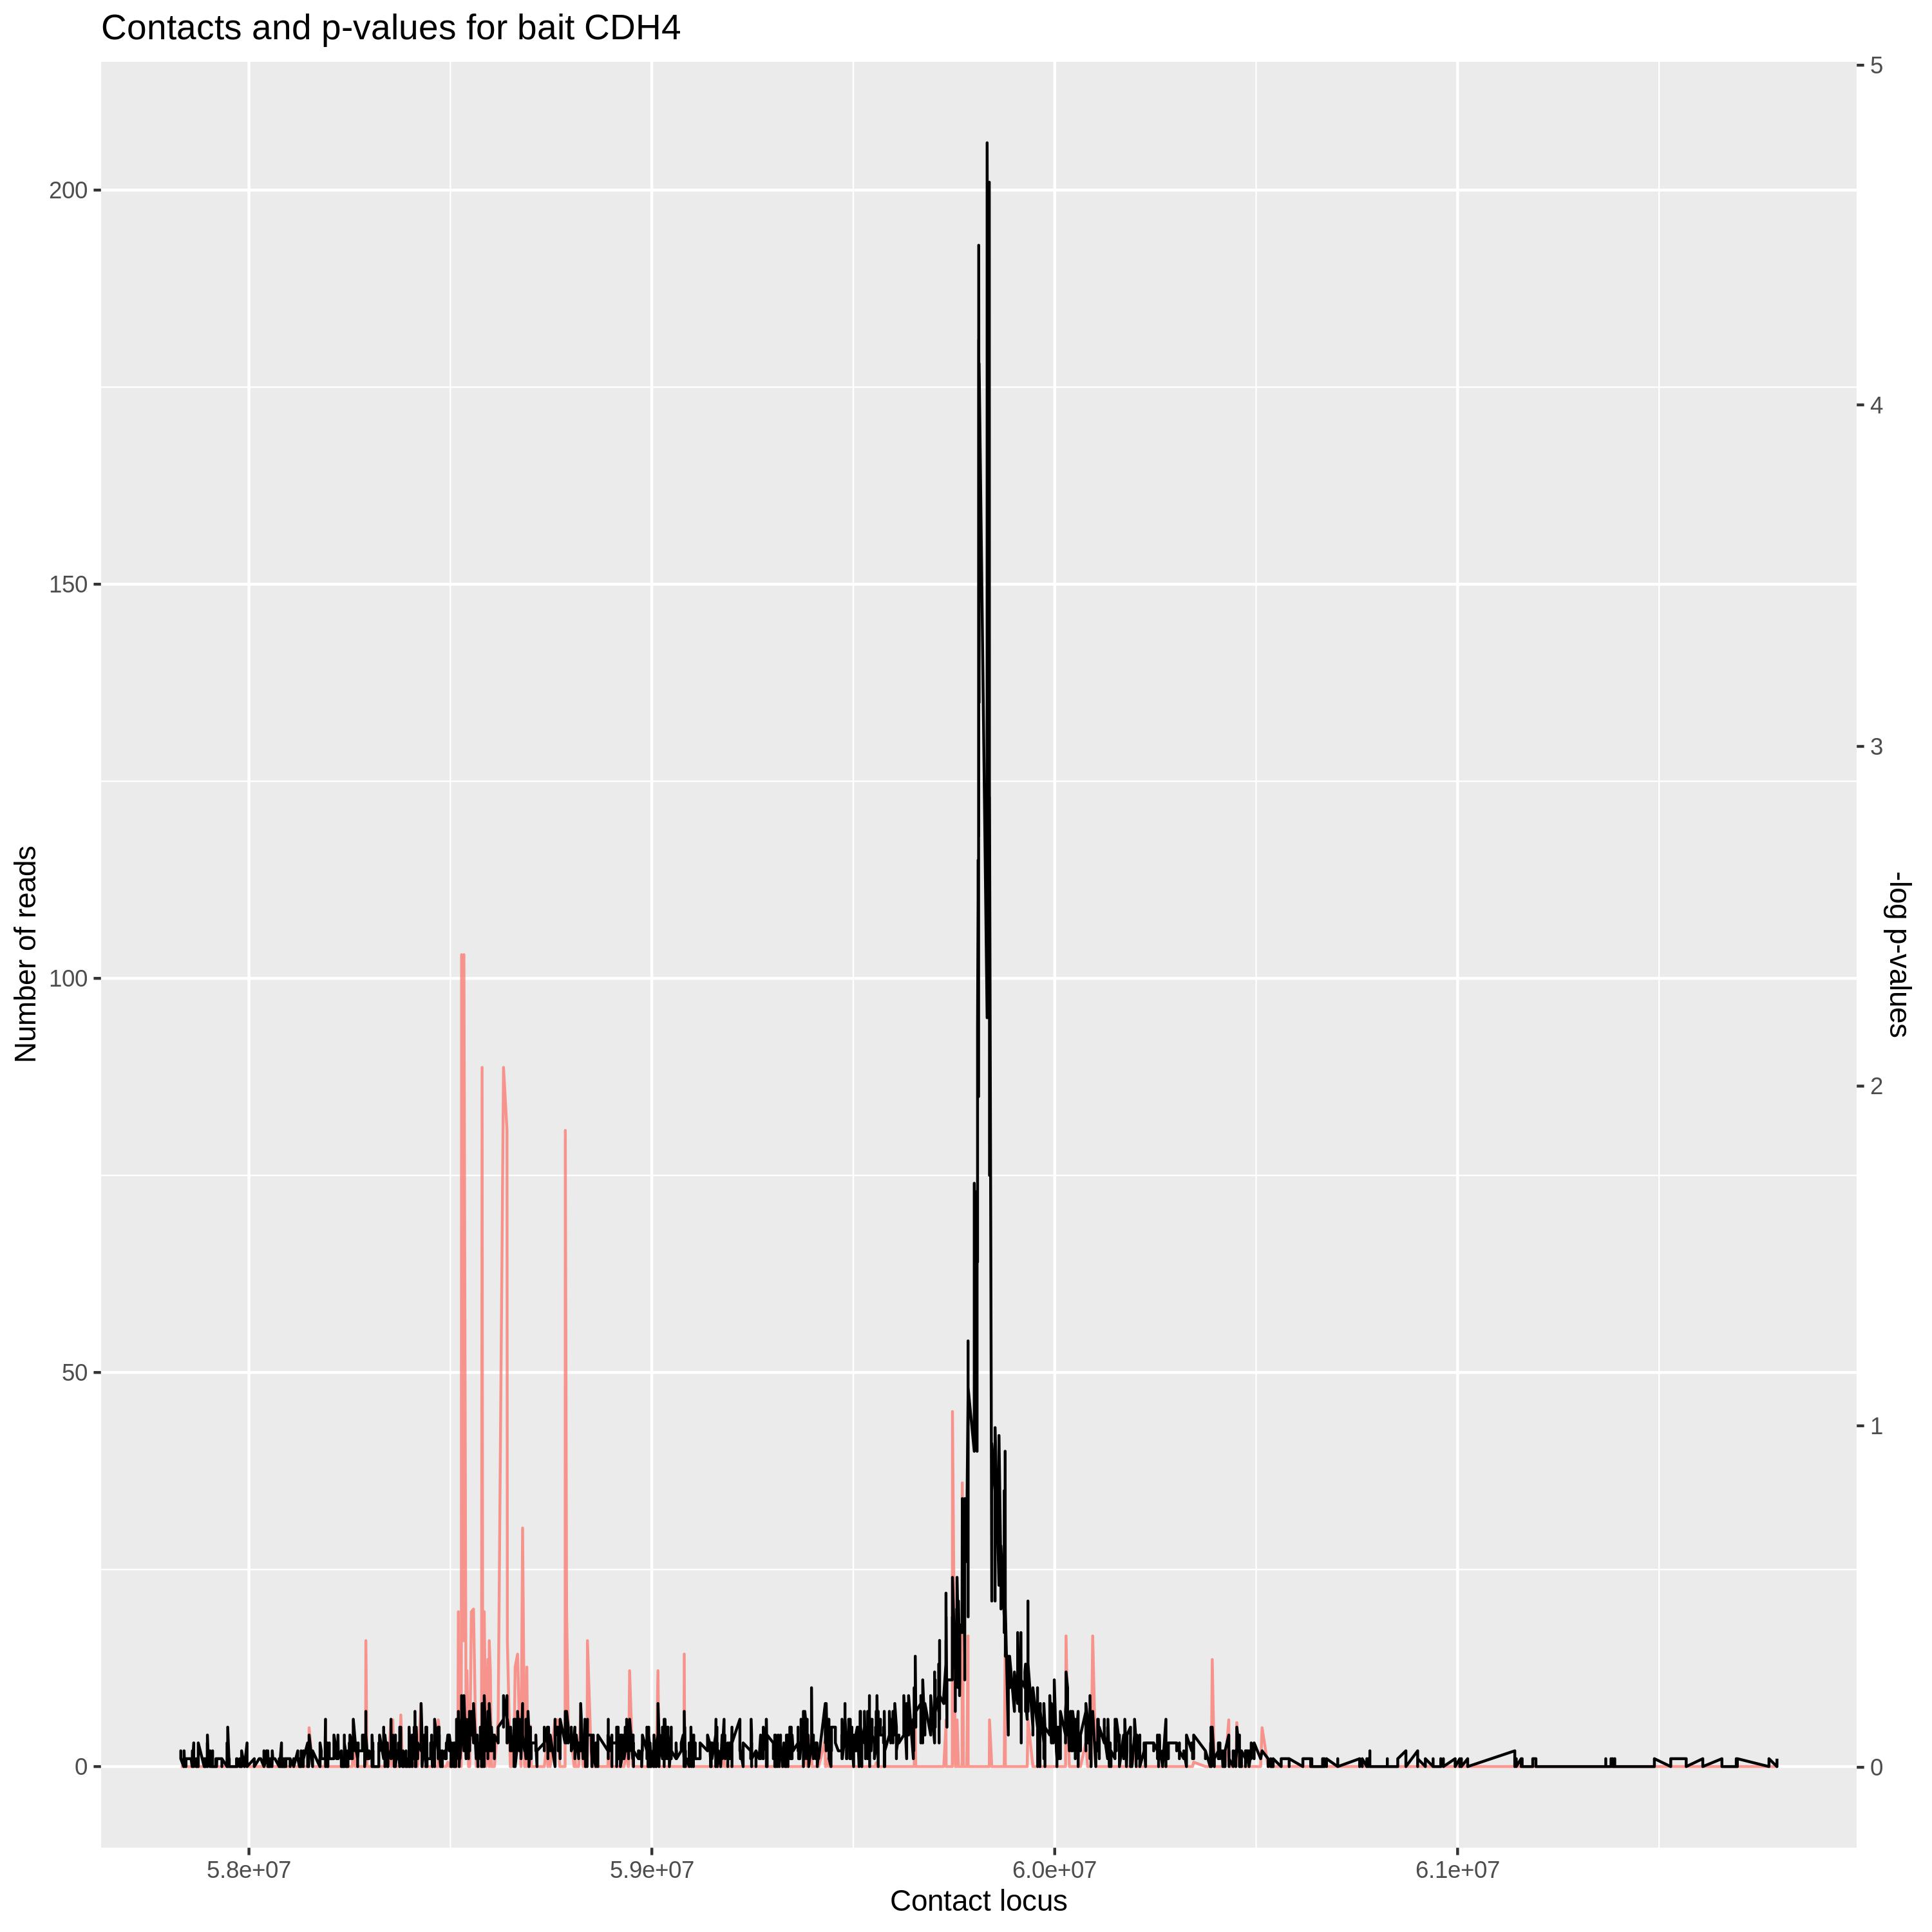 Contacts and p-values for bait CDH4
Number of reads
200
150
100
50
0
5
4
3
2
1
0
-log p-values
5.8e+07
5.9e+07
6.0e+07
6.1e+07
Contact locus